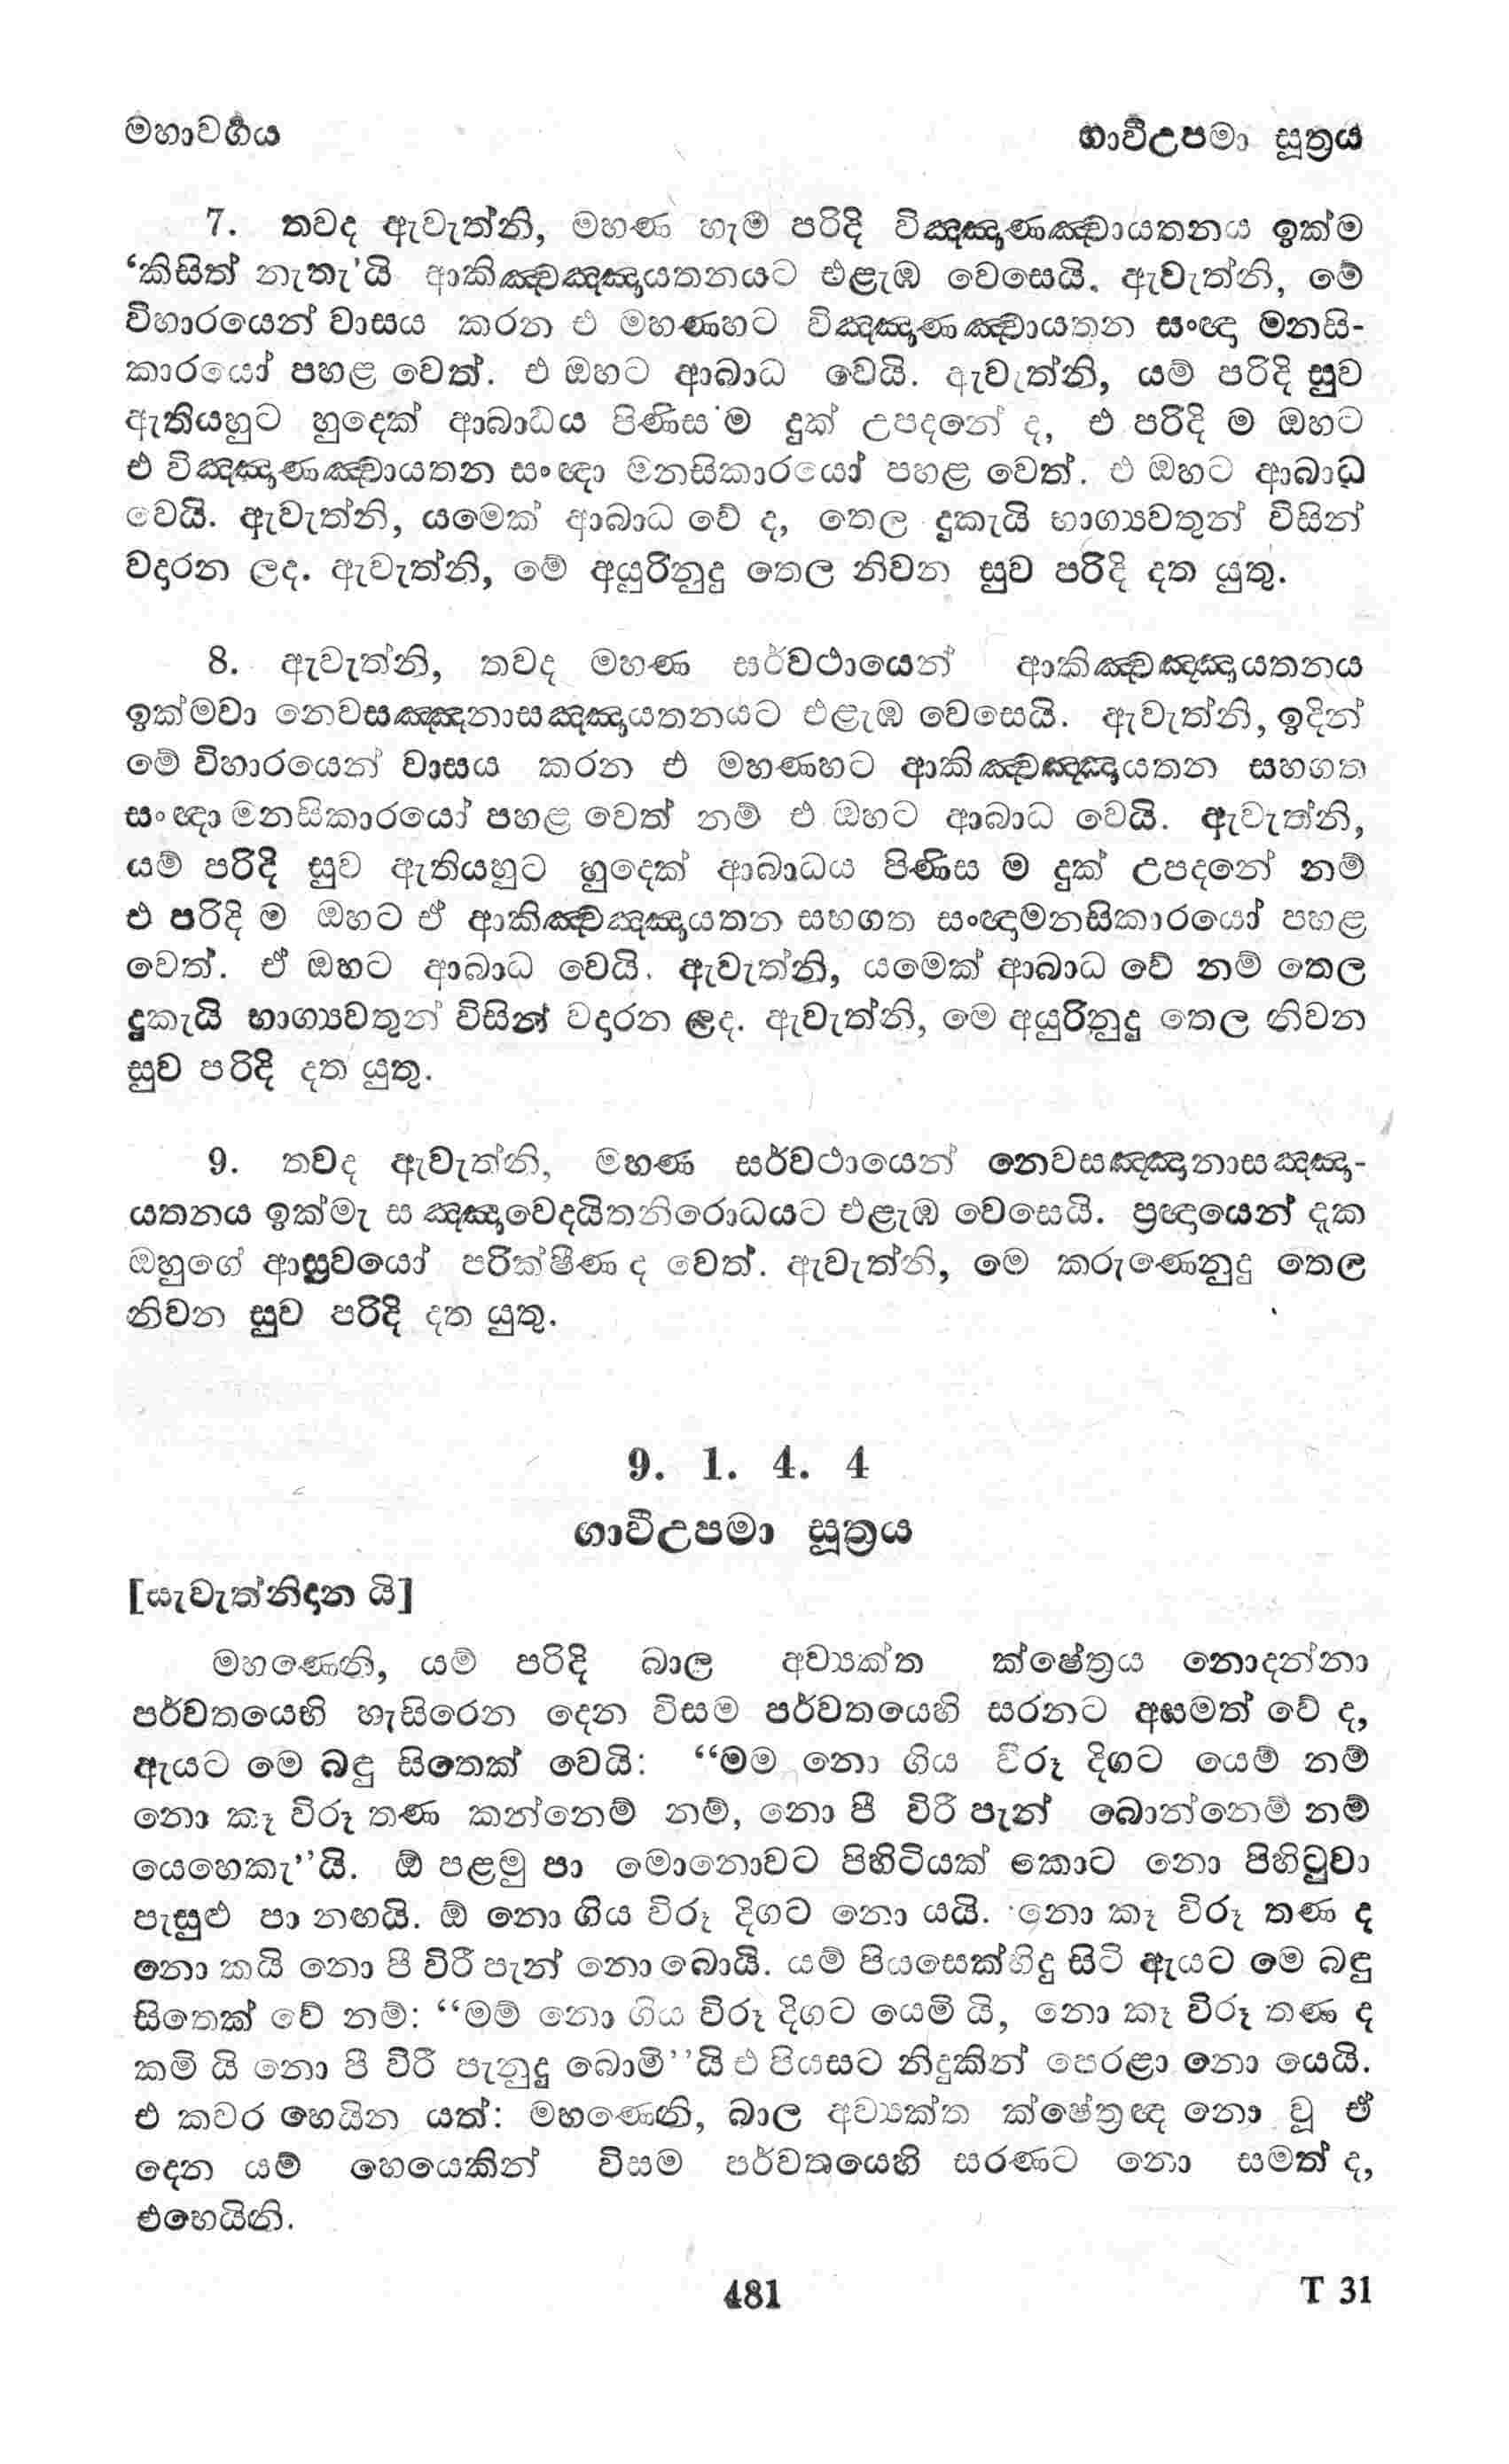 මහාවර්ගය ගාවීඋපමා සූත්‍රය
7. තවද ඇවැත්නි, මහණ හැම පරිදි විඤ්ඤාණඤ්චායතනය ඉක්ම
‘කිසිත් නැතැ’යි ආකිඤ්චඤ්ඤායතනයට එළැඹ වෙසෙයි. ඇවැත්නි, මේ
විහාරයෙන් වාසය කරන එ මහණහට විඤ්ඤාණඤ්චායතන සංඥා මනසි-
කාරයෝ පහළ වෙත්. එ ඔහට ආබාධ වෙයි. ඇවැත්නි, යම් පරිදි සුව
ඇතියහුට හුදෙක් ආබාධය පිණිස ම දුක් උපදනේ ද, එ පරිදි ම ඔහට
එ විඤ්ඤාණඤ්චායතන සංඥා මනසිකාරයෝ පහළ වෙත්. එ ඔහට ආබාධ
වෙයි. ඇවැත්නි, යමෙක් ආබාධ වේ ද, තෙල දුකැයි භාග්‍යවතුන් විසින්
වදාරන ලද. ඇවැත්නි, මේ අයුරිනුදු තෙල නිවන සුව පරිදි දත යුතු.
8. ඇවැත්නි, තවද මහණ සර්වථායෙන් ආකිඤ්චඤ්ඤායතනය
ඉක්මවා නෙවසඤ්ඤනාසඤ්ඤායතනයට එළැඹ වෙසෙයි. ඇවැත්නි, ඉදින්
මේ විහාරයෙන් වාසය කරන එ මහණහට ආකිඤ්චඤ්ඤායතන සහගත
සංඥා මනසිකාරයෝ පහළ වෙත් නම් එ ඔහට ආබාධ වෙයි. ඇවැත්නි,
යම් පරිදි සුව ඇතියහුට හුදෙක් ආබාධය පිණිස ම දුක් උපදනේ නම්
එ පරිදි ම ඔහට ඒ ආකිඤ්චඤ්ඤායතන සහගත සංඥාමනසිකාරයෝ පහළ
වෙත්. ඒ ඔහට ආබාධ වෙයි. ඇවැත්නි, යමෙක් ආබාධ වේ නම් තෙල
දුකැයි භාග්‍යවතුන් විසින් වදාරන ලද. ඇවැත්නි, මෙ අයුරිනුදු තෙල නිවන
සුව පරිදි දත යුතු.
9. තවද ඇවැත්නි, මහණ සර්වථායෙන් නෙවසඤ්ඤානාසඤ්ඤා-
යතනය ඉක්මැ සඤ්ඤාවෙදයිතනිරොධයට එළැඹ වෙසෙයි. ප්‍රඥායෙන් දැක
ඔහුගේ ආස්‍රවයෝ පරික්ෂීණ ද වෙත්. ඇවැත්නි, මෙ කරුණෙනුදු තෙල
නිවන සුව පරිදි දත යුතු.
9. 1. 4. 4
ගාවීඋපමා සූත්‍රය
[සැවැත්නිදාන යි]
මහණෙනි, යම් පරිදි බාල අව්‍යක්ත ක්ෂේත්‍රය නොදන්නා
පර්වතයෙහි හැසිරෙන දෙන විසම පර්වතයෙහි සරනට අසමත් වේ ද,
ඇයට මෙ බඳු සිතෙක් වෙයි: “මම නො ගිය විරූ දිගට යෙම් නම්
නො කෑ විරූ තණ කන්නෙම් නම්, නො පී විරී පැන් බොන්නෙම් නම්
යෙහෙකැ”යි. ඕ පළමු පා මොනොවට පිහිටියක් කොට නො පිහිටුවා
පැසුළු පා නඟයි. ඕ නො ගිය විරූ දිගට නො යයි. නො කෑ විරූ තණ ද
නො කයි නො පී විරී පැන් නො බොයි. යම් පියසෙක්හිදු සිටි ඇයට මෙ බඳු
සිතෙක් වේ නම්: “මම් නො ගිය විරූ දිගට යෙමි යි, නො කෑ විරූ තණ ද
කමි යි නො පී විරී පැනුදු බොමි”යි එ පියසට නිදුකින් පෙරළා නො යෙයි.
එ කවර හෙයින යත්: මහණෙනි, බාල අව්‍යක්ත ක්ෂේත්‍රඥ නො වූ ඒ
දෙන යම් හෙයෙකින් විසම පර්වතයෙහි සරණට නො සමත් ද,
එහෙයිනි.
481 T 31